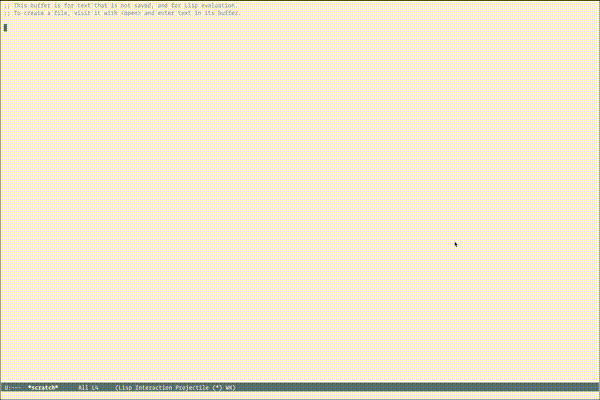 ;; This buffer is for text that is not saved, and for Lisp evaluation.
;; To create a file, visit it with <open> and enter text in its buffer.
U:--- *scratch* All L4 (Lisp Interaction Projectile (*) WK)